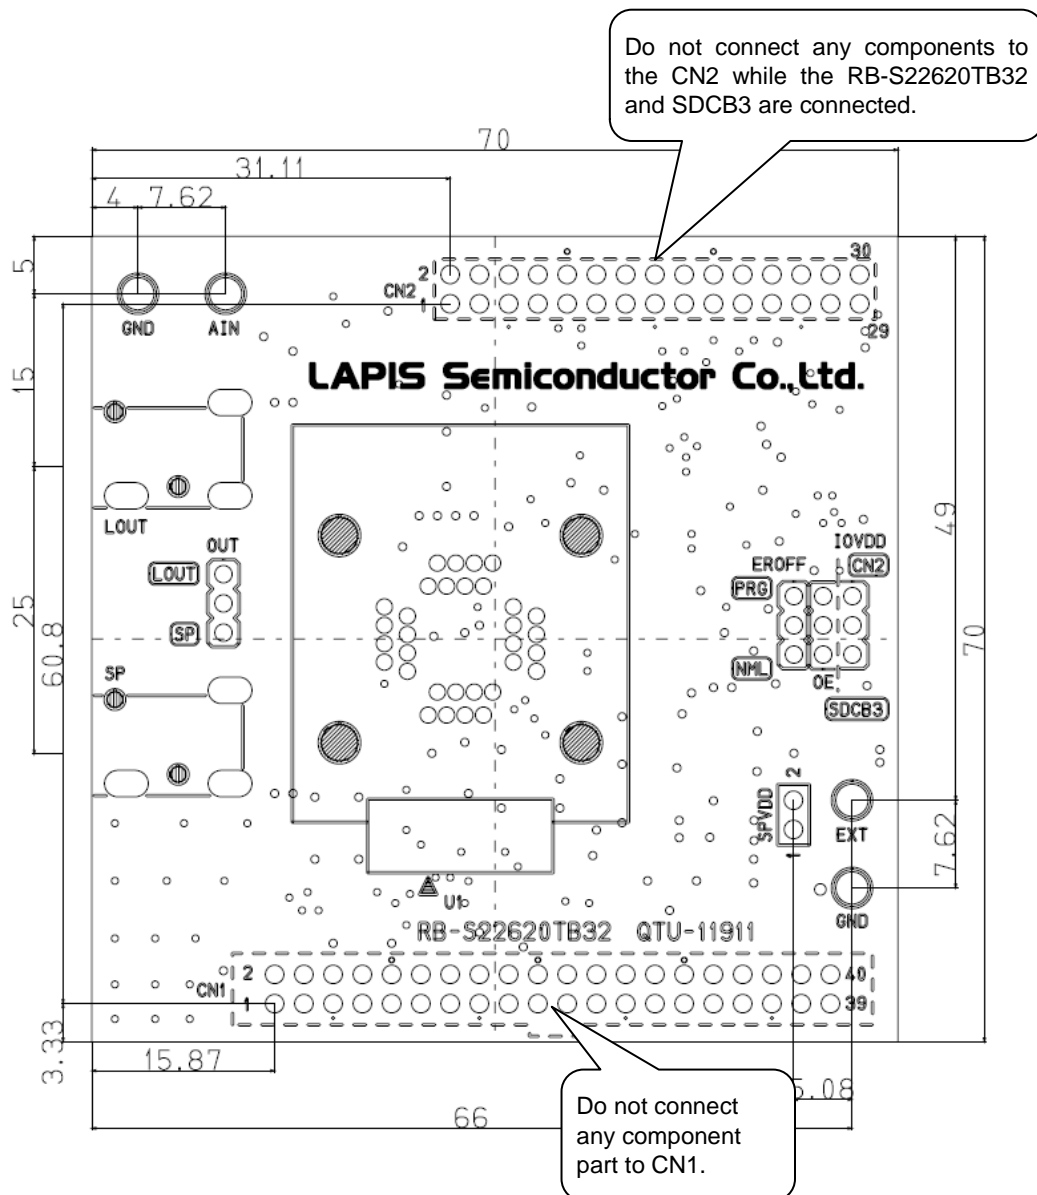 Do not connect any components to
the CN2 while the RB-S22620TB32
and SDCB3 are connected.
70
31.11
4
7.62
5
2
30
CN2
1
29
GND
AIN
15
LAPIS Semiconductor Co.,Ltd.
49
LOUT
OUT
IOVDD
EROFF
CN2
LOUT
PRG
25
60.8
SP
70
SP
NML
OE
SDCB3
2
SPVDD
EXT
1
7.62
U1
GND
RB-S22620TB32 QTU-11911
2
40
CN1
1
39
3.33
15.87
5.08
66
Do not connect
any component
part to CN1.